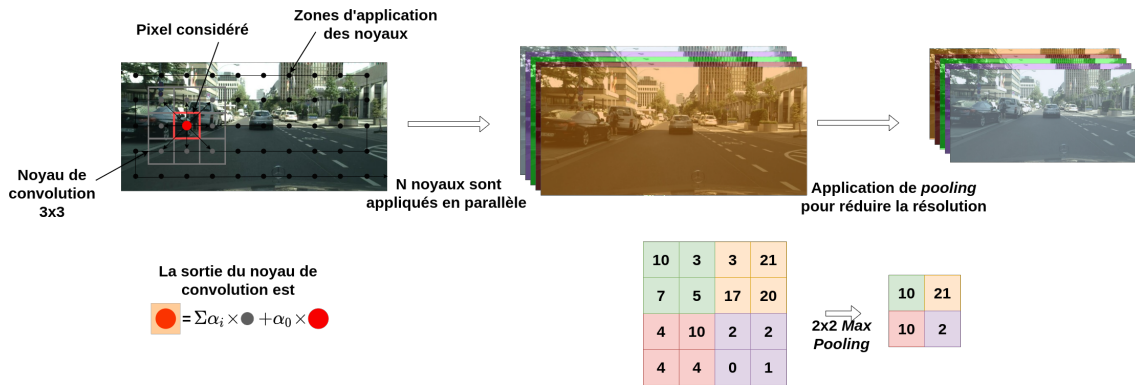 Zones d'application
des noyaux
Pixel considéré
Noyau de
convolution
3x3
N noyaux sont
appliqués en parallèle
Application de pooling
pour réduire la résolution
La sortie du noyau de
convolution est
= Σαᵢ × + α₀ ×
10 3 3 21
7 5 17 20
4 10 2 2
4 4 0 1
2x2 Max
Pooling
10 21
10 2